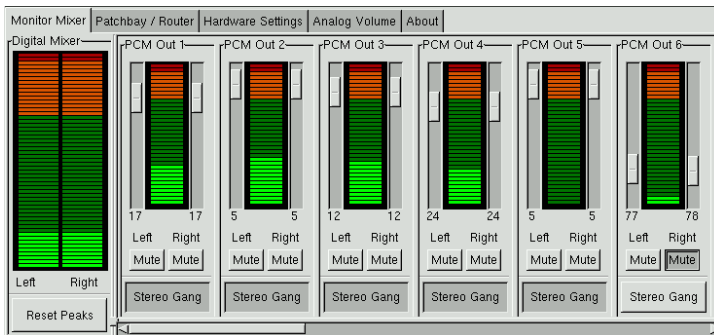 Monitor Mixer Patchbay / Router Hardware Settings Analog Volume About
Digital Mixer PCM Out 1 PCM Out 2 PCM Out 3 PCM Out 4 PCM Out 5 PCM Out 6
17 17 5 5 12 12 24 24 5 5 77 78
Left Right Left Right Left Right Left Right Left Right Left Right
Mute Mute Mute Mute Mute Mute Mute Mute Mute Mute Mute Mute
Left Right
Stereo Gang Stereo Gang Stereo Gang Stereo Gang Stereo Gang Stereo Gang
Reset Peaks